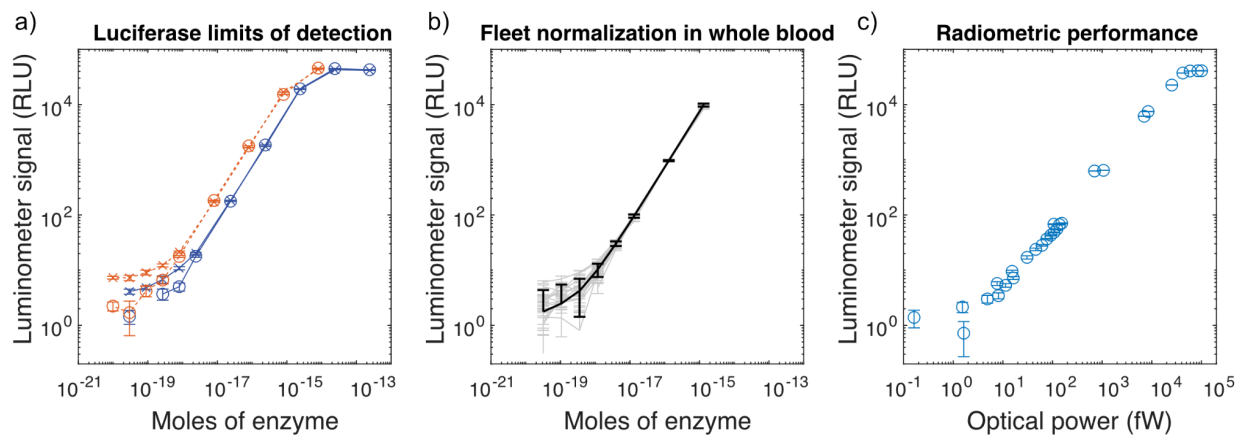 a)
Luciferase limits of detection
Luminometer signal (RLU)
10^4
10^2
10^0
10^-21
10^-19
10^-17
10^-15
10^-13
Moles of enzyme
b)
Fleet normalization in whole blood
Luminometer signal (RLU)
10^4
10^2
10^0
10^-21
10^-19
10^-17
10^-15
10^-13
Moles of enzyme
c)
Radiometric performance
Luminometer signal (RLU)
10^4
10^2
10^0
10^-1
10^0
10^1
10^2
10^3
10^4
10^5
Optical power (fW)